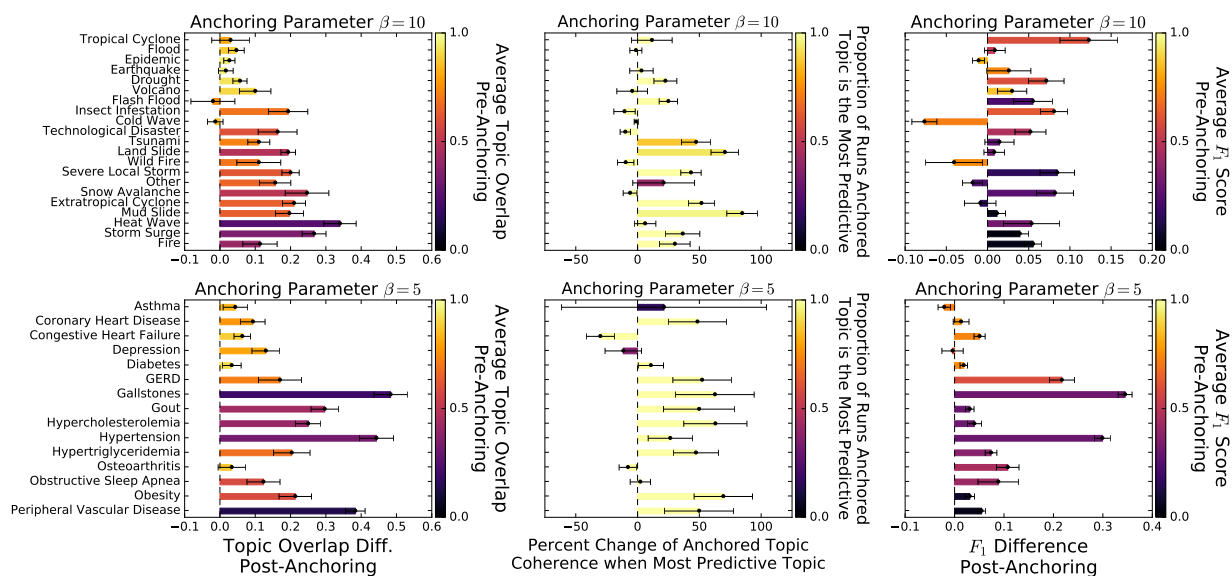 Anchoring Parameter β = 10
Anchoring Parameter β = 10
Anchoring Parameter β = 10
Tropical Cyclone
Flood
Epidemic
Earthquake
Drought
Volcano
Flash Flood
Insect Infestation
Cold Wave
Technological Disaster
Tsunami
Land Slide
Wild Fire
Severe Local Storm
Other
Snow Avalanche
Extratropical Cyclone
Mud Slide
Heat Wave
Storm Surge
Fire
−0.1 0.0 0.1 0.2 0.3 0.4 0.5 0.6
1.0
0.5
0.0
Average Topic Overlap
Pre-Anchoring
−50 0 50 100
1.0
0.5
0.0
Proportion of Runs Anchored
Topic is the Most Predictive
−0.10 −0.05 0.00 0.05 0.10 0.15 0.20
1.0
0.5
0.0
Average F1 Score
Pre-Anchoring
Anchoring Parameter β = 5
Anchoring Parameter β = 5
Anchoring Parameter β = 5
Asthma
Coronary Heart Disease
Congestive Heart Failure
Depression
Diabetes
GERD
Gallstones
Gout
Hypercholesterolemia
Hypertension
Hypertriglyceridemia
Osteoarthritis
Obstructive Sleep Apnea
Obesity
Peripheral Vascular Disease
−0.1 0.0 0.1 0.2 0.3 0.4 0.5 0.6
Topic Overlap Diff.
Post-Anchoring
1.0
0.5
0.0
Average Topic Overlap
Pre-Anchoring
−50 0 50 100
Percent Change of Anchored Topic
Coherence when Most Predictive Topic
1.0
0.5
0.0
Proportion of Runs Anchored
Topic is the Most Predictive
−0.1 0.0 0.1 0.2 0.3 0.4
F1 Difference
Post-Anchoring
1.0
0.5
0.0
Average F1 Score
Pre-Anchoring